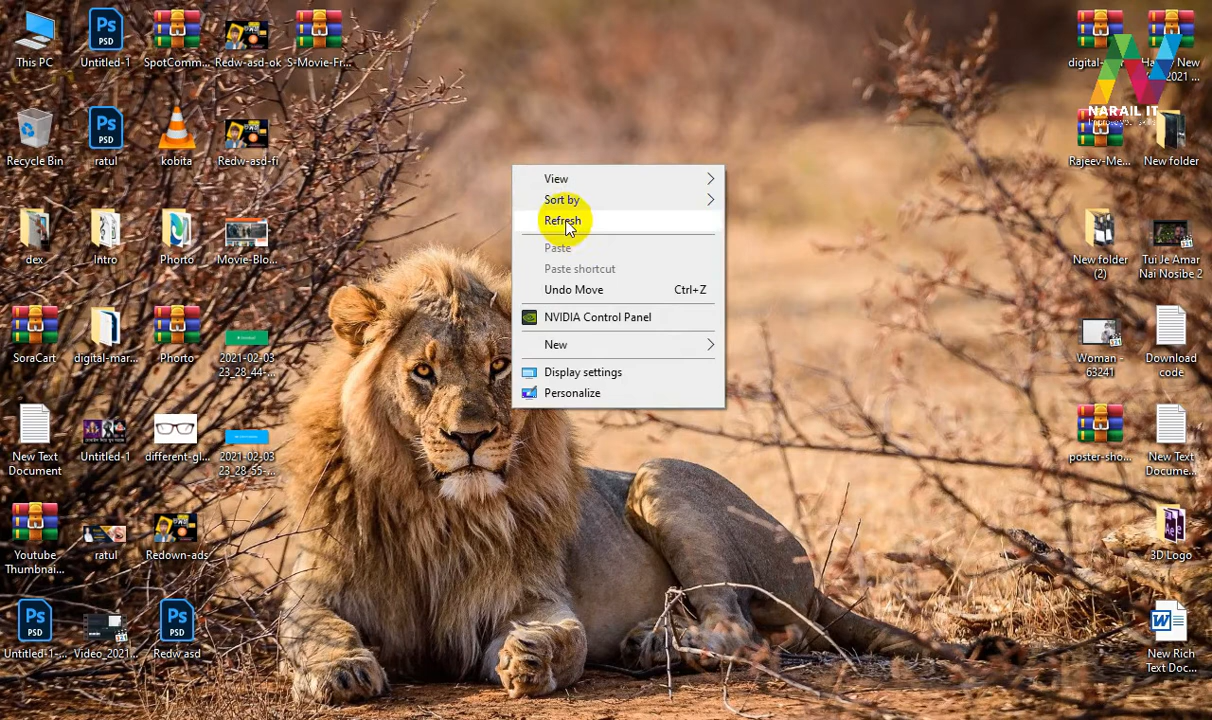 This PC
Untitled-1
SpotComm...
Redw-asd-ok
S-Movie-Fr...
Recycle Bin
ratul
kobita
Redw-asd-fi
dex
Intro
Phorto
Movie-Blo...
SoraCart
digital-mar...
Phorto
2021-02-03
23_28_44-...
New Text
Document
Untitled-1
different-gl...
2021-02-03
23_28_55-...
Youtube
Thumbnai...
ratul
Redown-ads
Untitled-1-...
Video_2021...
Redw asd
View
Sort by
Refresh
Paste
Paste shortcut
Undo Move Ctrl+Z
NVIDIA Control Panel
New
Display settings
Personalize
New
2021 ...
NARAIL IT
Rajeev-Me...
New folder
New folder
(2)
Tui Je Amar
Nai Nosibe 2
Woman -
63241
Download
code
poster-sho...
New Text
Docume...
3D Logo
New Rich
Text Doc...